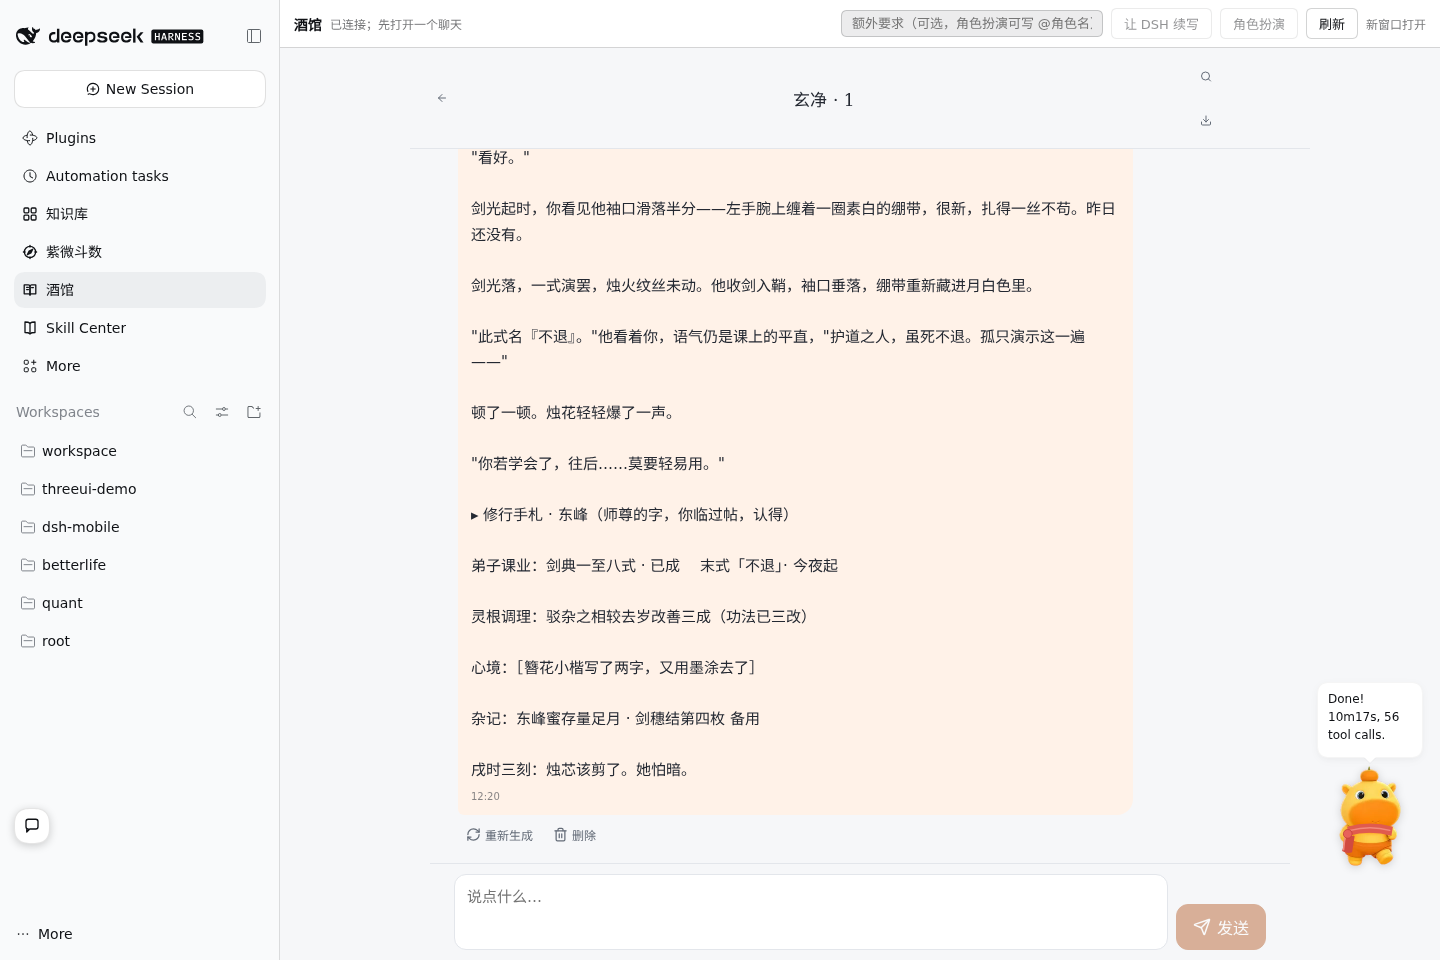 deepseek HARNESS
New Session
Plugins
Automation tasks
知识库
紫微斗数
酒馆
Skill Center
More
Workspaces
workspace
threeui-demo
dsh-mobile
betterlife
quant
root
··· More
酒馆 已连接；先打开一个聊天
额外要求（可选，角色扮演可写 @角色名
让 DSH 续写
角色扮演
刷新
新窗口打开
玄净 · 1
"看好。"
剑光起时，你看见他袖口滑落半分——左手腕上缠着一圈素白的绷带，很新，扎得一丝不苟。昨日
还没有。
剑光落，一式演罢，烛火纹丝未动。他收剑入鞘，袖口垂落，绷带重新藏进月白色里。
"此式名『不退』。"他看着你，语气仍是课上的平直，"护道之人，虽死不退。孤只演示这一遍
——"
顿了一顿。烛花轻轻爆了一声。
"你若学会了，往后……莫要轻易用。"
▸ 修行手札 · 东峰（师尊的字，你临过帖，认得）
弟子课业：剑典一至八式 · 已成　末式「不退」· 今夜起
灵根调理：驳杂之相较去岁改善三成（功法已三改）
心境：［簪花小楷写了两字，又用墨涂去了］
杂记：东峰蜜存量足月 · 剑穗结第四枚 备用
戌时三刻：烛芯该剪了。她怕暗。
12:20
重新生成
删除
说点什么...
发送
Done!
10m17s, 56
tool calls.